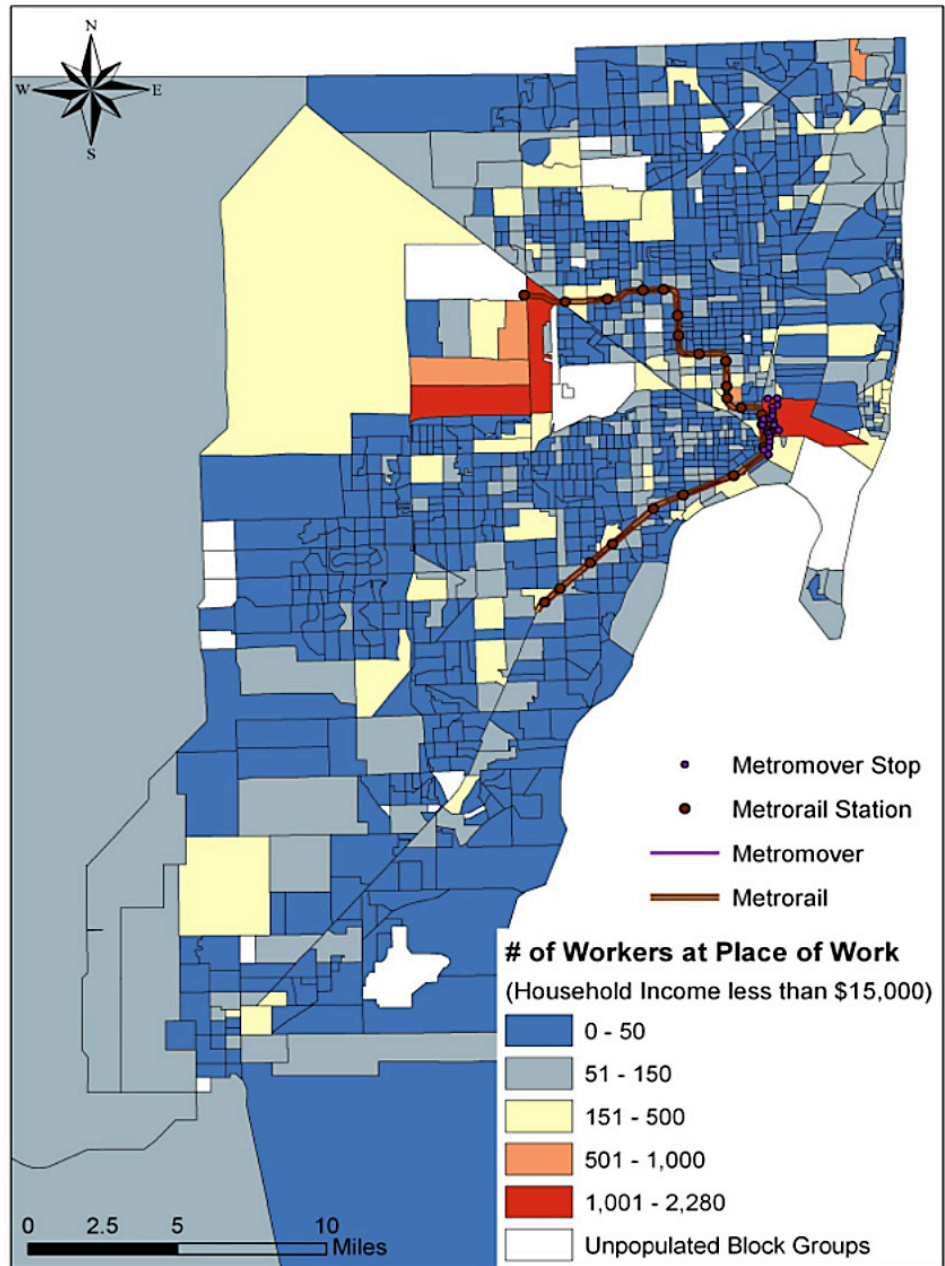 N
W
E
S
Metromover Stop
Metrorail Station
Metromover
Metrorail
# of Workers at Place of Work
(Household Income less than $15,000)
0 - 50
51 - 150
151 - 500
501 - 1,000
1,001 - 2,280
Unpopulated Block Groups
0 2.5 5 10
Miles